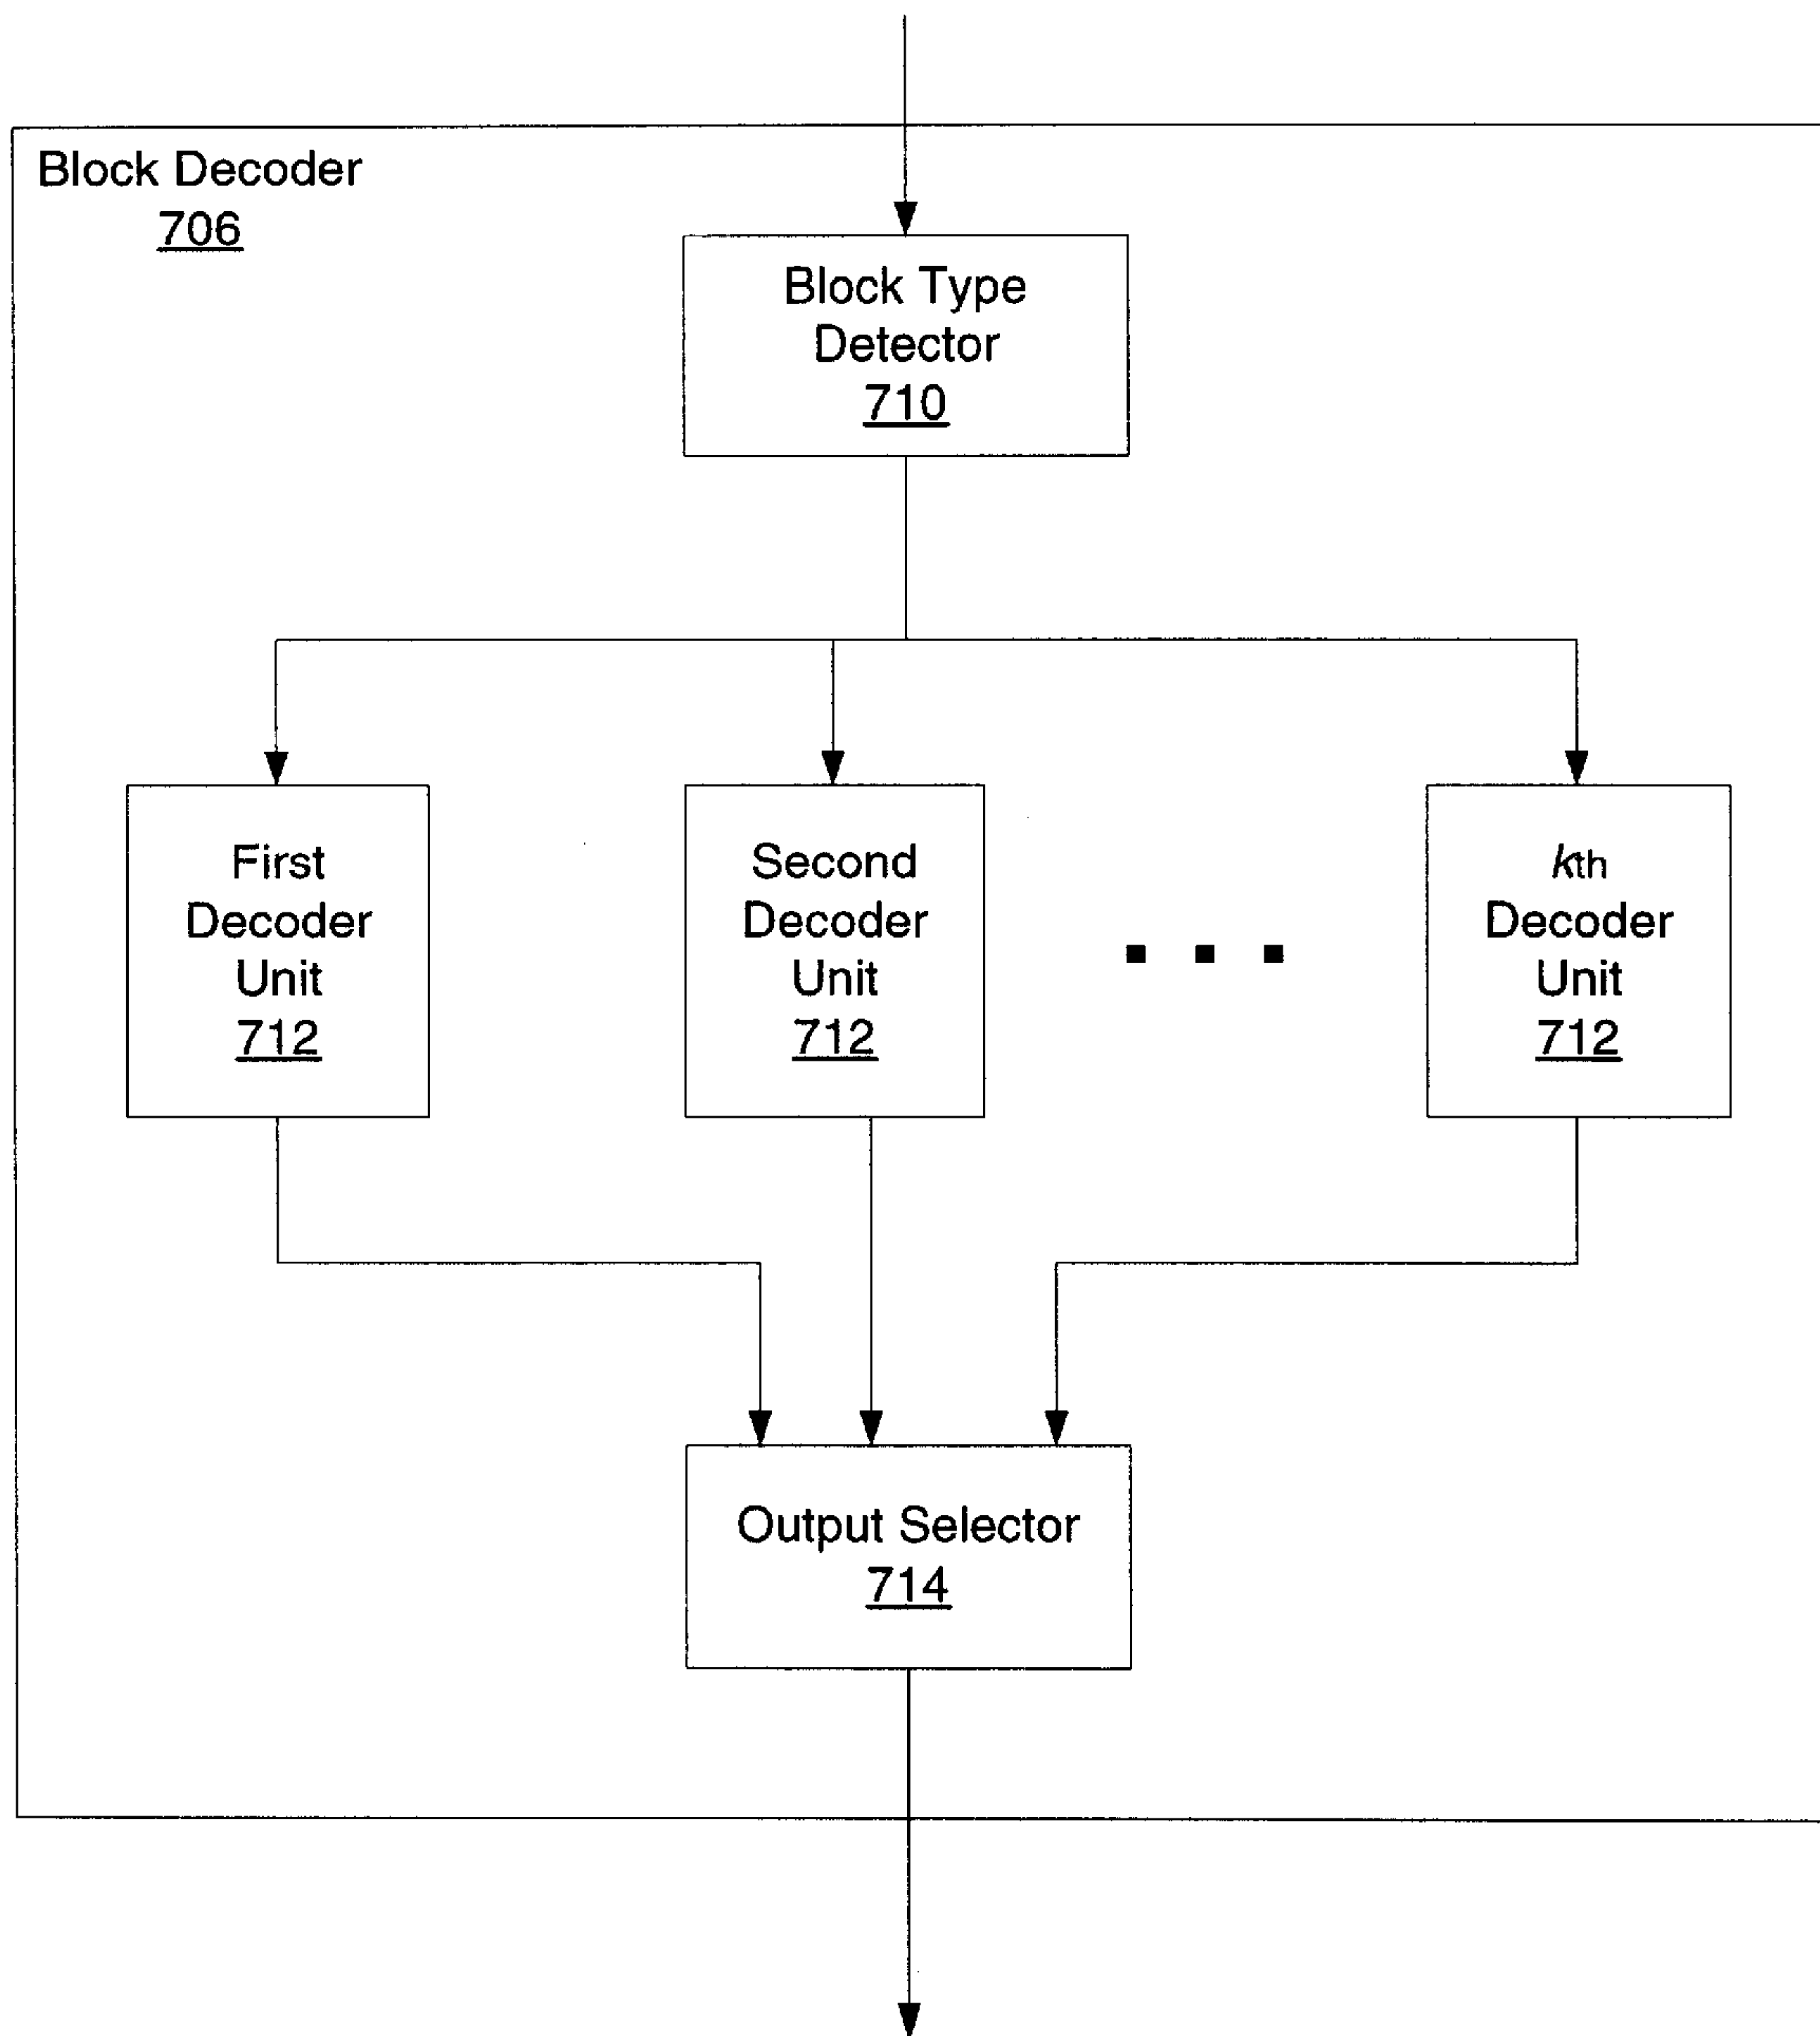 Block Decoder
706
Block Type
Detector
710
First
Decoder
Unit
712
Second
Decoder
Unit
712
kth
Decoder
Unit
712
Output Selector
714